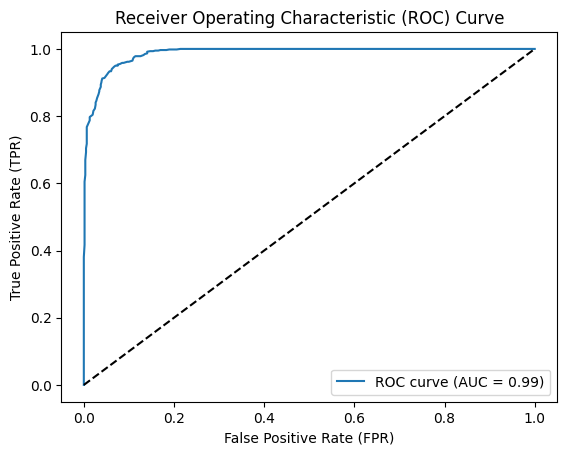 Receiver Operating Characteristic (ROC) Curve
True Positive Rate (TPR)
1.0
0.8
0.6
0.4
0.2
0.0
ROC curve (AUC = 0.99)
0.0 0.2 0.4 0.6 0.8 1.0
False Positive Rate (FPR)